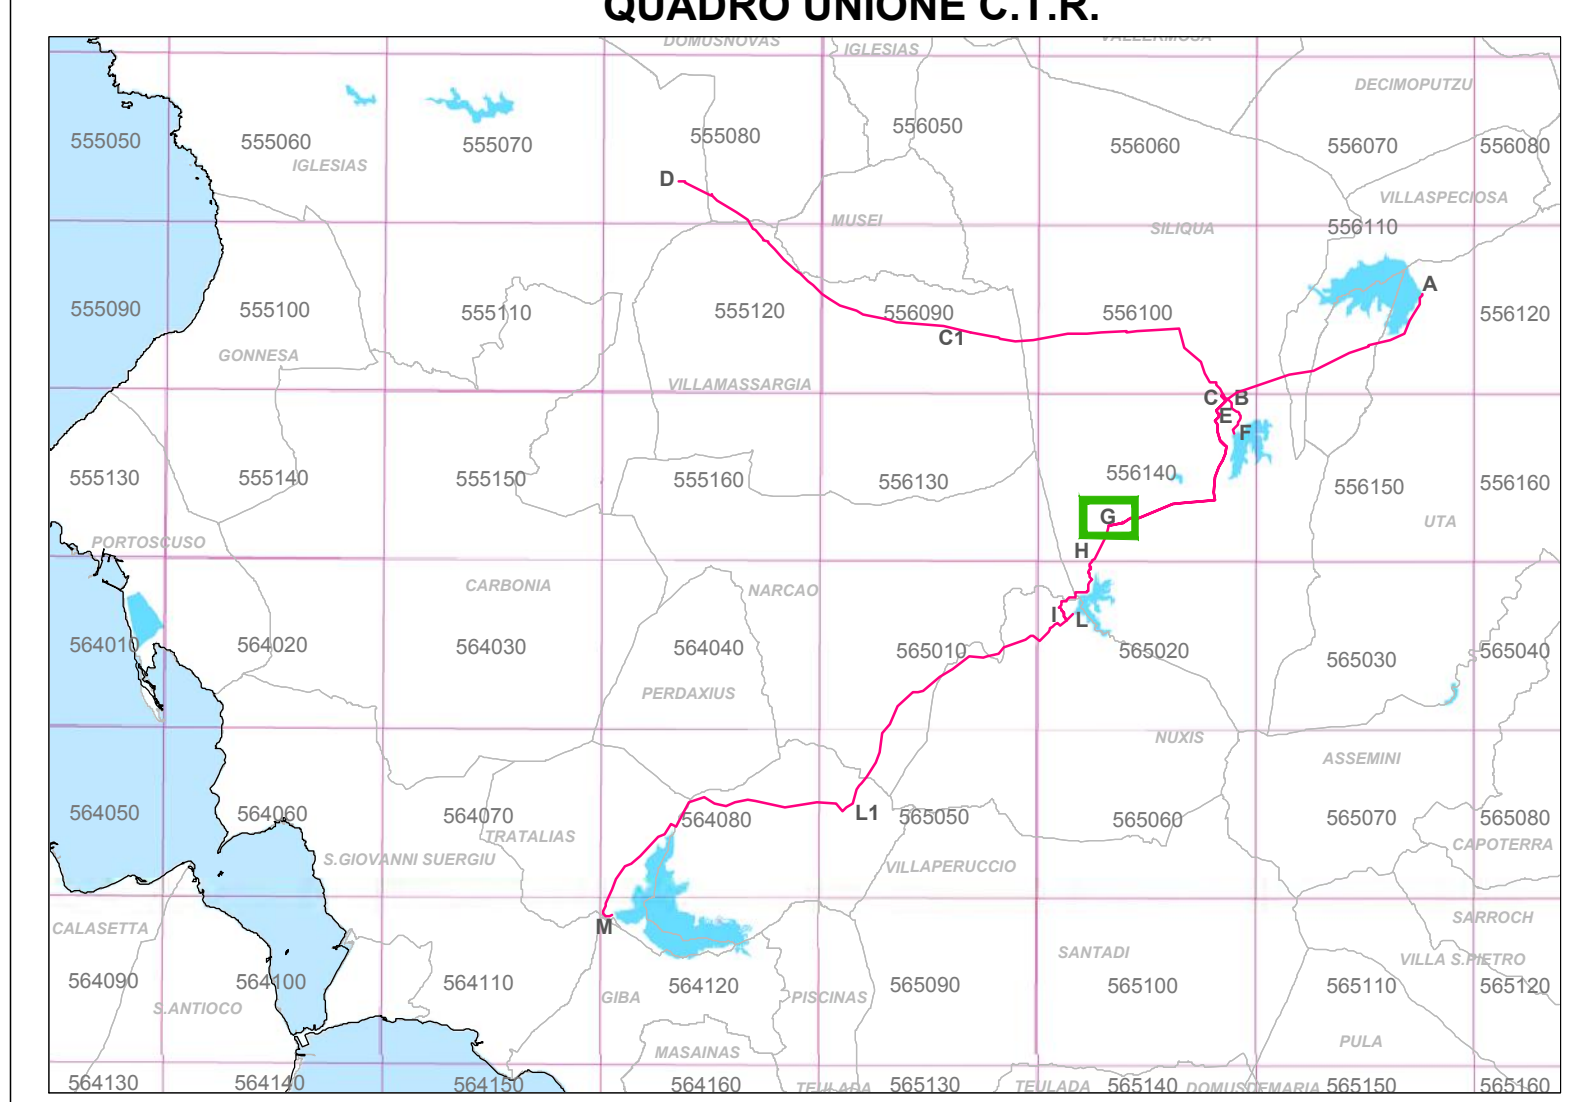 QUADRO UNIONE C.T.R.
DOMUSNOVAS
IGLESIAS
VALLERMOSA
DECIMOPUTZU
555050
555060
555070
555080
556050
556060
556070
556080
IGLESIAS
D
VILLASPECIOSA
MUSEI
SILIQUA
556110
A
555090
555100
555110
555120
556090
556100
556120
C1
GONNESA
VILLAMASSARGIA
C
B
E
F
555130
555140
555150
555160
556130
556140
556150
556160
G
UTA
PORTOSCUSO
H
CARBONIA
NARCAO
I
L
564010
564020
564030
564040
565010
565020
565030
565040
PERDAXIUS
NUXIS
ASSEMINI
564050
564060
564070
564080
L1
565050
565060
565070
565080
TRATALIAS
CAPOTERRA
S.GIOVANNI SUERGIU
VILLAPERUCCIO
M
CALASETTA
SARROCH
SANTADI
VILLA S.PIETRO
564090
564100
564110
564120
565090
565100
565110
565120
S.ANTIOCO
GIBA
PISCINAS
PULA
MASAINAS
564130
564140
564150
564160
TEULADA
565130
TEULADA
565140
DOMUSDEMARIA
565150
565160